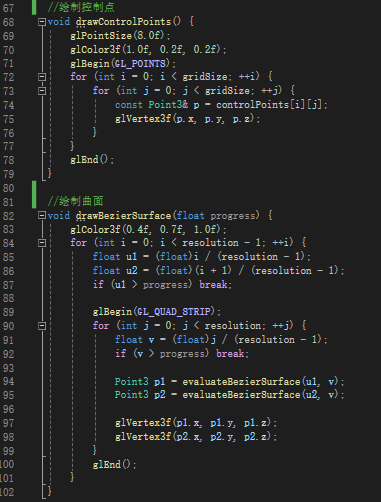 67 //绘制控制点
68 void drawControlPoints() {
69 glPointSize(8.0f);
70 glColor3f(1.0f, 0.2f, 0.2f);
71 glBegin(GL_POINTS);
72 for (int i = 0; i < gridSize; ++i) {
73 for (int j = 0; j < gridSize; ++j) {
74 const Point3& p = controlPoints[i][j];
75 glVertex3f(p.x, p.y, p.z);
76 }
77 }
78 glEnd();
79 }
80
81 //绘制曲面
82 void drawBezierSurface(float progress) {
83 glColor3f(0.4f, 0.7f, 1.0f);
84 for (int i = 0; i < resolution - 1; ++i) {
85 float u1 = (float)i / (resolution - 1);
86 float u2 = (float)(i + 1) / (resolution - 1);
87 if (u1 > progress) break;
88
89 glBegin(GL_QUAD_STRIP);
90 for (int j = 0; j < resolution; ++j) {
91 float v = (float)j / (resolution - 1);
92 if (v > progress) break;
93
94 Point3 p1 = evaluateBezierSurface(u1, v);
95 Point3 p2 = evaluateBezierSurface(u2, v);
96
97 glVertex3f(p1.x, p1.y, p1.z);
98 glVertex3f(p2.x, p2.y, p2.z);
99 }
100 glEnd();
101 }
102 }